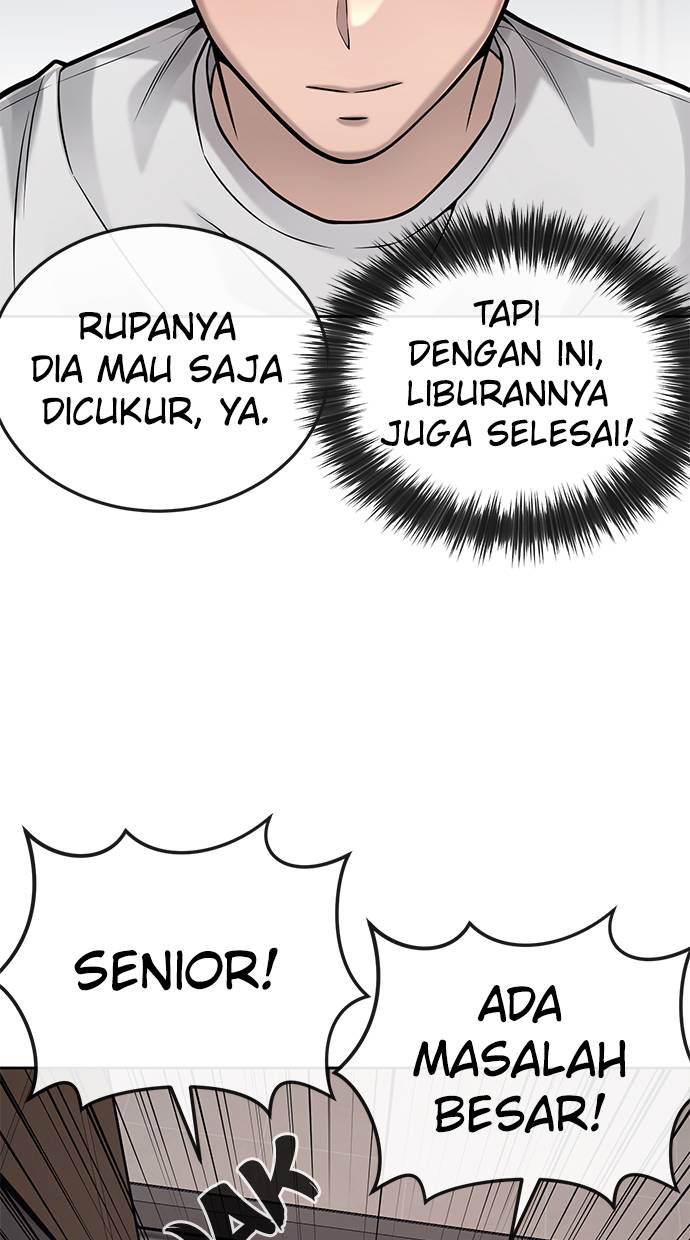 RUPANYA
DIA MAU SAJA
DICUKUR, YA.
TAPI
DENGAN INI,
LIBURANNYA
JUGA SELESAI!
SENIOR!
ADA
MASALAH
BESAR!